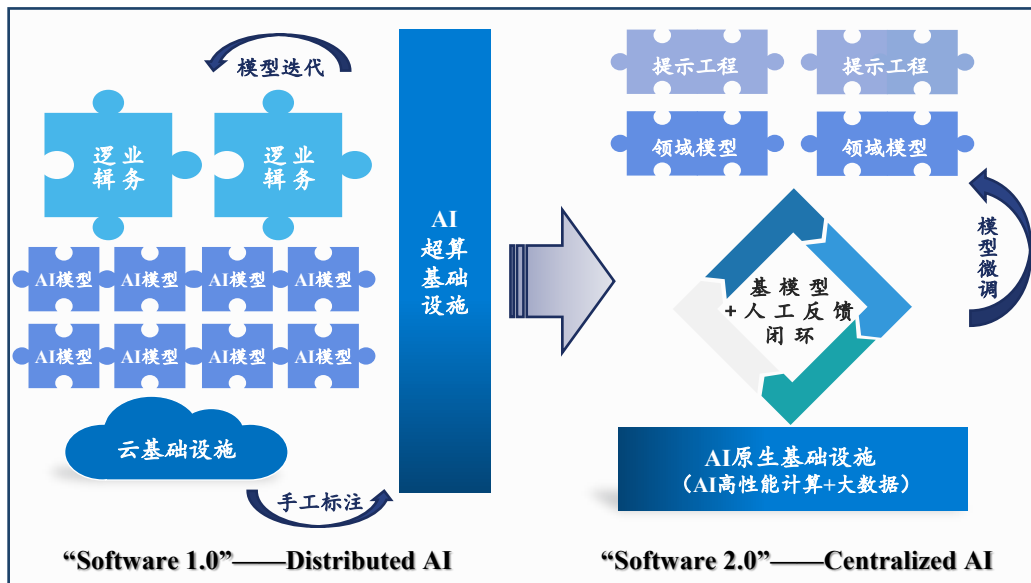 模型迭代
逻 业
辑 务
逻 业
辑 务
AI模型
AI模型
AI模型
AI模型
AI模型
AI模型
AI模型
AI模型
云基础设施
手工标注
AI
超算
基础
设施
“Software 1.0”——Distributed AI
提示工程
提示工程
领域模型
领域模型
基 模 型
+ 人 工 反 馈
闭 环
模型微调
AI原生基础设施
（AI高性能计算+大数据）
“Software 2.0”——Centralized AI